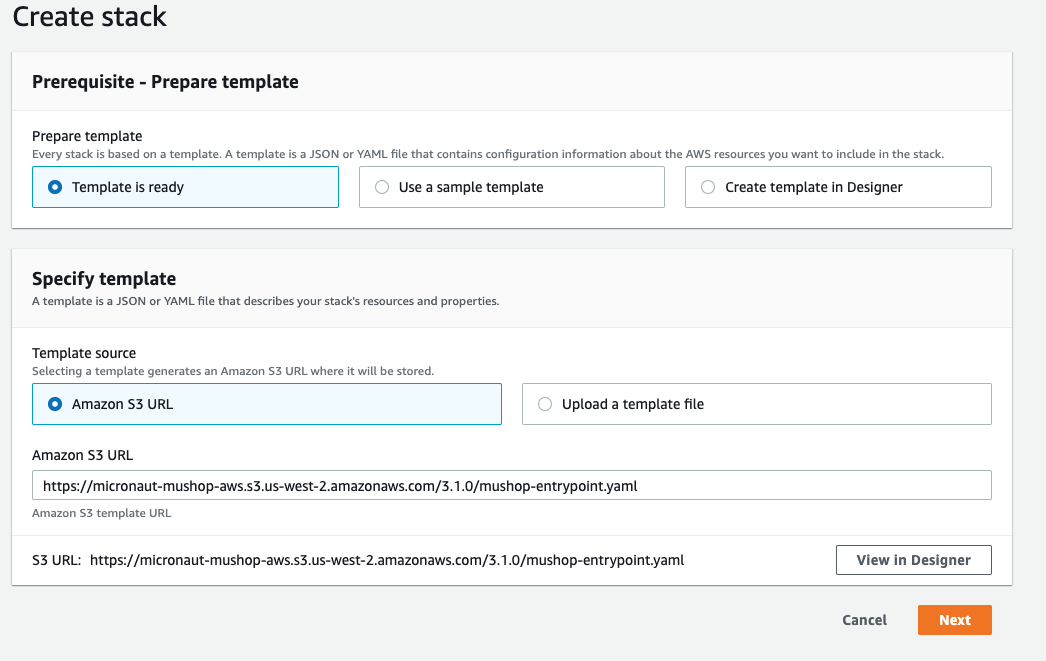 Create stack
Prerequisite - Prepare template
Prepare template
Every stack is based on a template. A template is a JSON or YAML file that contains configuration information about the AWS resources you want to include in the stack.
Template is ready
Use a sample template
Create template in Designer
Specify template
A template is a JSON or YAML file that describes your stack's resources and properties.
Template source
Selecting a template generates an Amazon S3 URL where it will be stored.
Amazon S3 URL
Upload a template file
Amazon S3 URL
https://micronaut-mushop-aws.s3.us-west-2.amazonaws.com/3.1.0/mushop-entrypoint.yaml
Amazon S3 template URL
S3 URL: https://micronaut-mushop-aws.s3.us-west-2.amazonaws.com/3.1.0/mushop-entrypoint.yaml
View in Designer
Cancel
Next